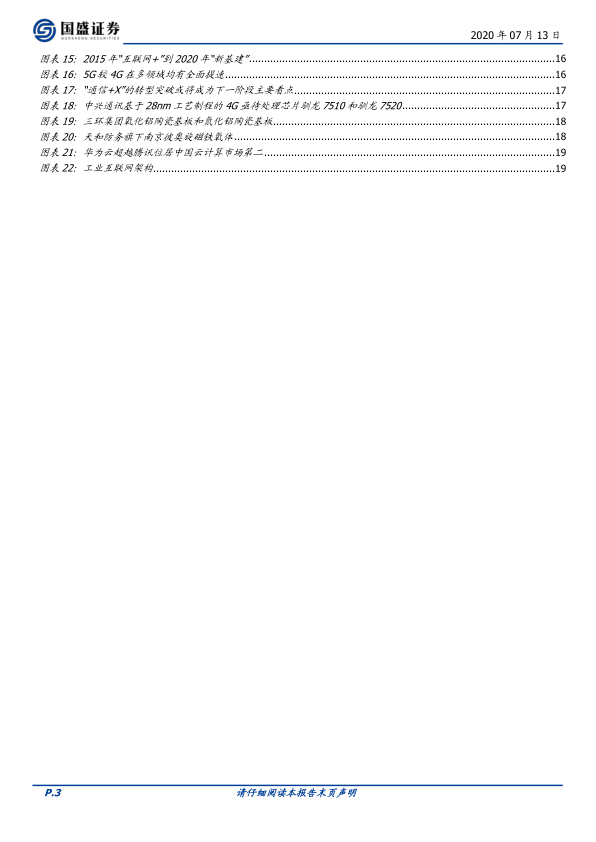 国盛证券
GUOSHENG SECURITIES
2020 年 07 月 13 日
图表 15: 2015 年"互联网+"到 2020 年"新基建"..........16
图表 16: 5G 较 4G 在多领域均有全面提速..........16
图表 17: "通信+X"的转型突破或将成为下一阶段主要看点..........17
图表 18: 中兴通讯基于 28nm 工艺制程的 4G 亟待处理芯片朝龙 7510 和朝龙 7520..........17
图表 19: 三环集团氧化铝陶瓷基板和氮化铝陶瓷基板..........18
图表 20: 天和防务旗下南京彼奥旋磁铁氧体..........18
图表 21: 华为云超越腾讯位居中国云计算市场第二..........19
图表 22: 工业互联网架构..........19
P.3
请仔细阅读本报告末页声明